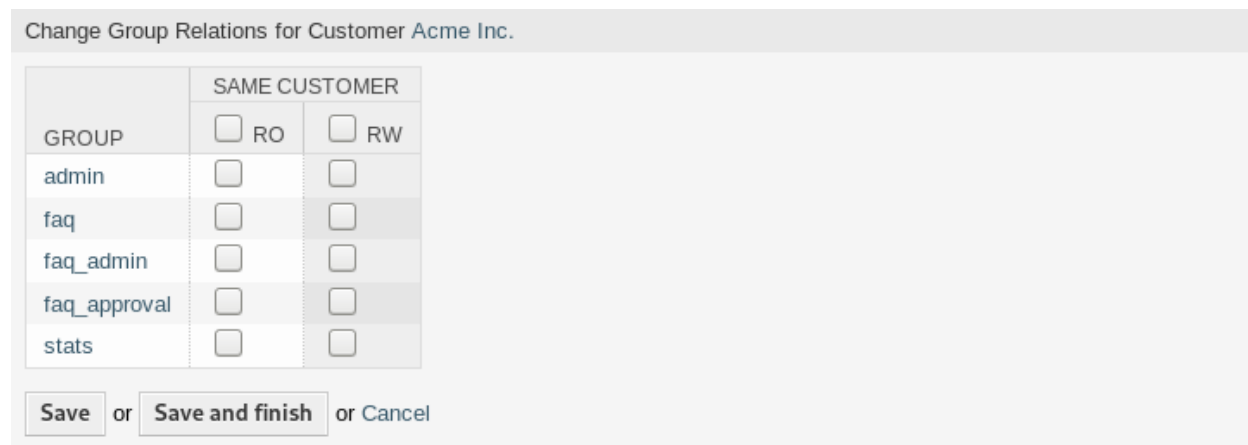 Change Group Relations for Customer Acme Inc.
SAME CUSTOMER
GROUP RO RW
admin
faq
faq_admin
faq_approval
stats
Save or Save and finish or Cancel